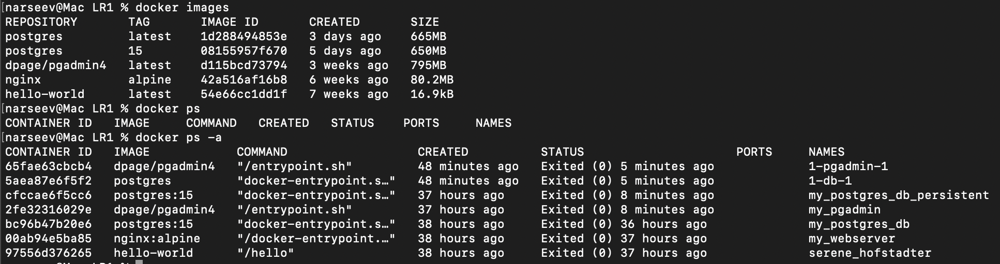 [narseev@Mac LR1 % docker images
REPOSITORY TAG IMAGE ID CREATED SIZE
postgres latest 1d288494853e 3 days ago 665MB
postgres 15 08155957f670 5 days ago 650MB
dpage/pgadmin4 latest d115bcd73794 3 weeks ago 795MB
nginx alpine 42a516af16b8 6 weeks ago 80.2MB
hello-world latest 54e66cc1dd1f 7 weeks ago 16.9kB
[narseev@Mac LR1 % docker ps
CONTAINER ID IMAGE COMMAND CREATED STATUS PORTS NAMES
[narseev@Mac LR1 % docker ps -a
CONTAINER ID IMAGE COMMAND CREATED STATUS PORTS NAMES
65fae63cbcb4 dpage/pgadmin4 "/entrypoint.sh" 48 minutes ago Exited (0) 5 minutes ago 1-pgadmin-1
5aea87e6f5f2 postgres "docker-entrypoint.s…" 48 minutes ago Exited (0) 5 minutes ago 1-db-1
cfccae6f5cc6 postgres:15 "docker-entrypoint.s…" 37 hours ago Exited (0) 8 minutes ago my_postgres_db_persistent
2fe32316029e dpage/pgadmin4 "/entrypoint.sh" 37 hours ago Exited (0) 8 minutes ago my_pgadmin
bc96b47b20e6 postgres:15 "docker-entrypoint.s…" 38 hours ago Exited (0) 36 hours ago my_postgres_db
00ab94e5ba85 nginx:alpine "/docker-entrypoint.…" 38 hours ago Exited (0) 37 hours ago my_webserver
97556d376265 hello-world "/hello" 38 hours ago Exited (0) 37 hours ago serene_hofstadter
LR1 %